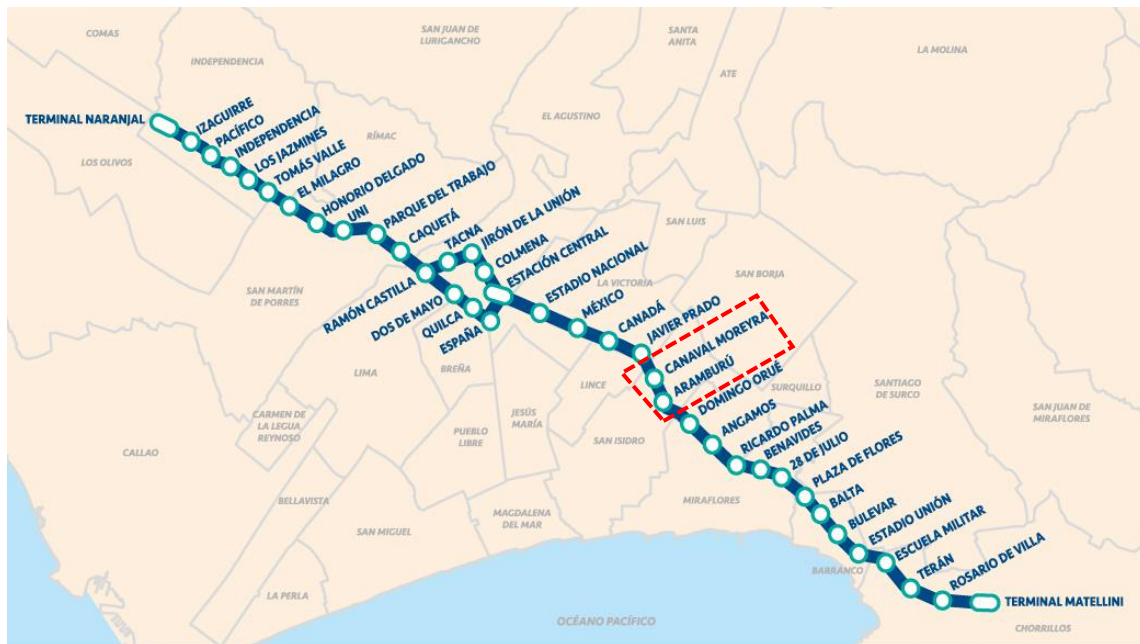 COMAS
SAN JUAN DE
LURIGANCHO
SANTA
ANITA
LA MOLINA
INDEPENDENCIA
ATE
TERMINAL NARANJAL
IZAGUIRRE
PACÍFICO
INDEPENDENCIA
LOS JAZMINES
TOMÁS VALLE
EL MILAGRO
HONORIO DELGADO
UNI
PARQUE DEL TRABAJO
CAQUETÁ
TACNA
JIRÓN DE LA UNIÓN
COLMENA
ESTACIÓN CENTRAL
ESTADIO NACIONAL
MÉXICO
CANADÁ
JAVIER PRADO
CANAVAL MOREYRA
ARAMBURÚ
DOMINGO ORUÉ
ANGAMOS
RICARDO PALMA
BENAVIDES
28 DE JULIO
PLAZA DE FLORES
BALTA
BULEVAR
ESTADIO UNIÓN
ESCUELA MILITAR
TERÁN
ROSARIO DE VILLA
TERMINAL MATELLINI
RAMÓN CASTILLA
DOS DE MAYO
QUILCA
ESPAÑA
EL AGUSTINO
RÍMAC
LOS OLIVOS
SAN LUIS
SAN BORJA
LA VICTORIA
SAN MARTÍN
DE PORRES
LIMA
BREÑA
LINCE
SURQUILLO
SANTIAGO
DE SURCO
SAN JUAN DE
MIRAFLORES
CARMEN DE
LA LEGUA
REYNOSO
JESÚS
MARÍA
PUEBLO
LIBRE
SAN ISIDRO
CALLAO
BELLAVISTA
MIRAFLORES
MAGDALENA
DEL MAR
SAN MIGUEL
BARRANCO
LA PERLA
OCÉANO PACÍFICO
CHORRILLOS